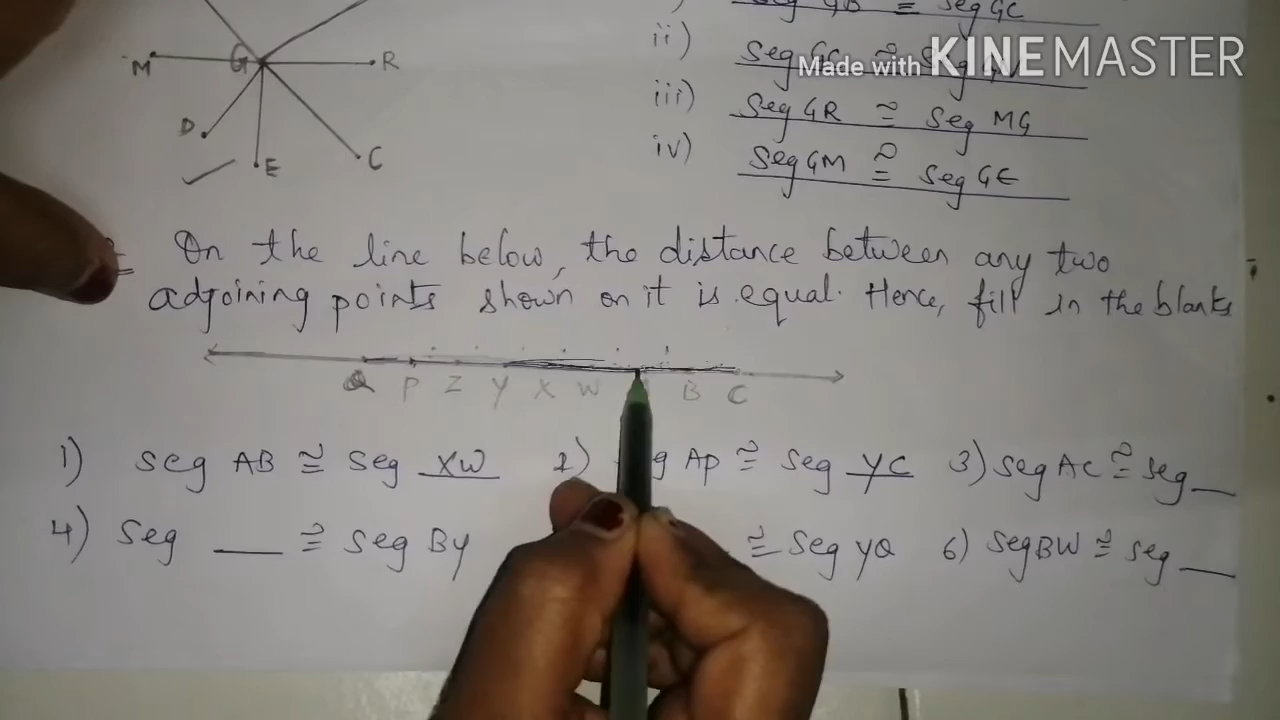 Seg GC
ii)
Made with KINEMASTER
iii) Seg GR ≅ Seg MG
iv) Seg GM ≅ Seg GE
M G R
D E C
On the line below, the distance between any two
adjoining points shown on it is equal. Hence, fill in the blanks
Q P Z Y X W B C
1) seg AB ≅ seg XW 2) AP ≅ seg YC 3) seg AC ≅ seg __
4) seg ___ ≅ seg BY ≅ seg YQ 6) seg BW ≅ seg __